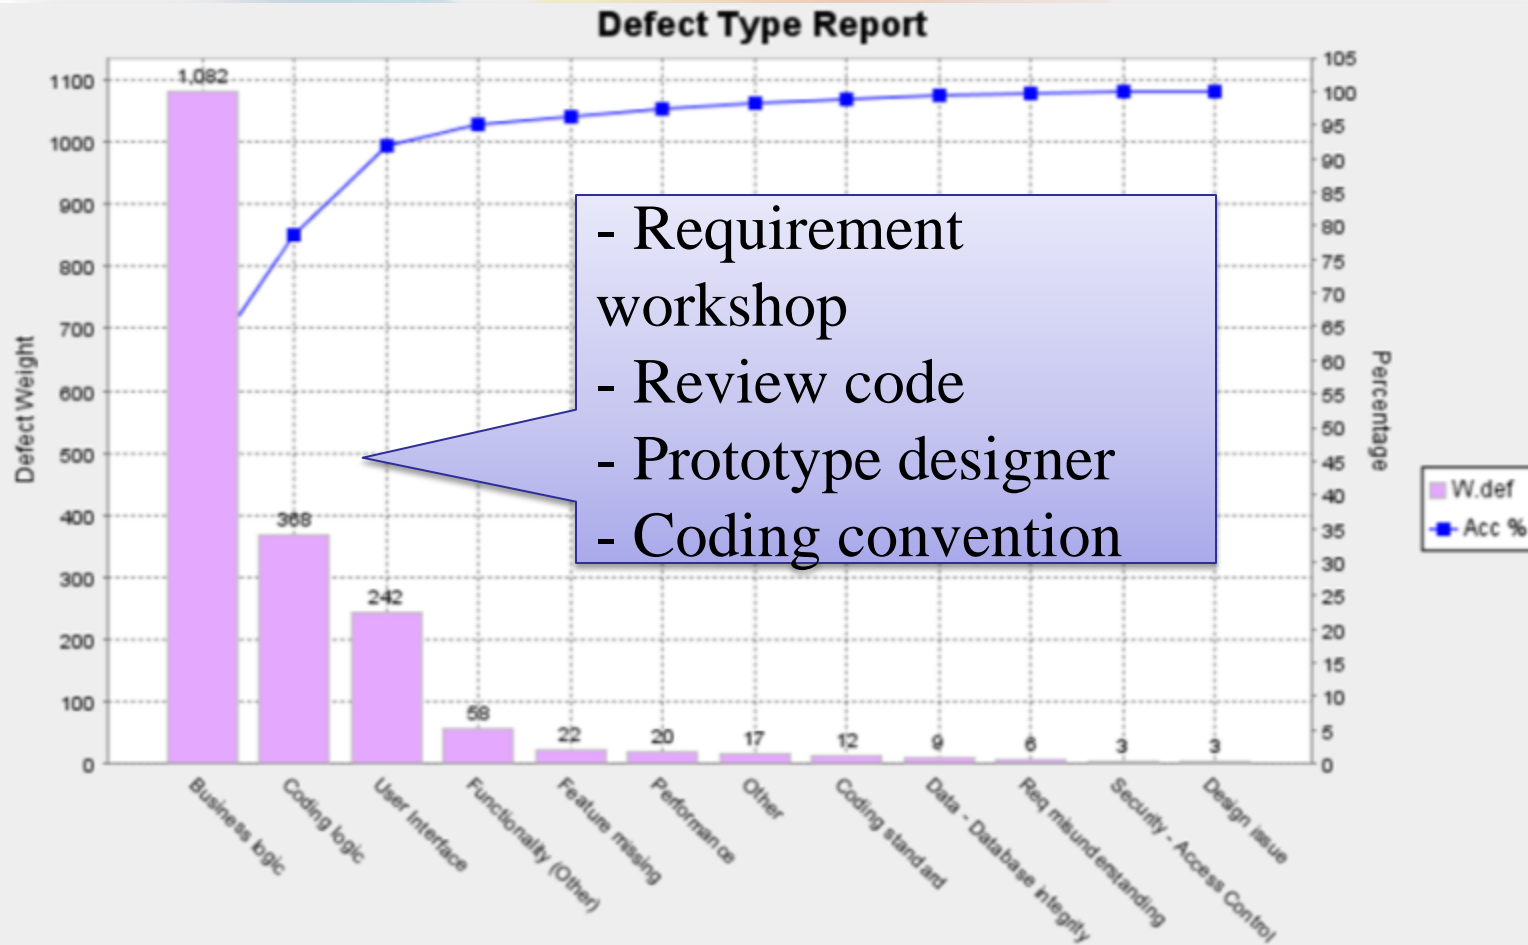 Defect Type Report
1100
1000
900
800
700
600
500
400
300
200
100
0
Defect Weight
1,082
368
242
58
22
20
17
12
9
6
3
3
- Requirement
workshop
- Review code
- Prototype designer
- Coding convention
105
100
95
90
85
80
75
70
65
60
55
50
45
40
35
30
25
20
15
10
5
0
Percentage
W.def
Acc %
Business logic
Coding logic
User Interface
Functionality (Other)
Feature missing
Performance
Other
Coding standard
Data - Database integrity
Req misunderstanding
Security - Access Control
Design issue